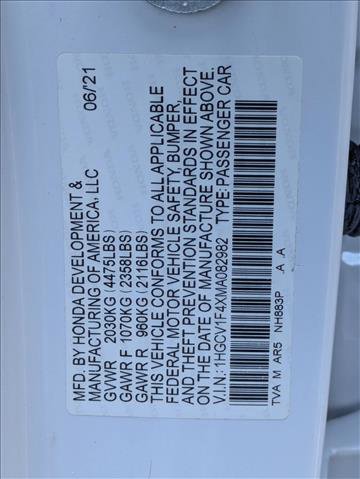 MFD. BY HONDA DEVELOPMENT &
MANUFACTURING OF AMERICA, LLC 06/21
GVWR 2030KG (4475LBS)
GAWR F 1070KG (2358LBS)
GAWR R 960KG (2116LBS)
THIS VEHICLE CONFORMS TO ALL APPLICABLE
FEDERAL MOTOR VEHICLE SAFETY, BUMPER,
AND THEFT PREVENTION STANDARDS IN EFFECT
ON THE DATE OF MANUFACTURE SHOWN ABOVE.
V.I.N.: 1HGCV1F4XMA082982 TYPE: PASSENGER CAR
TVA M AR5 NH883P .A .A